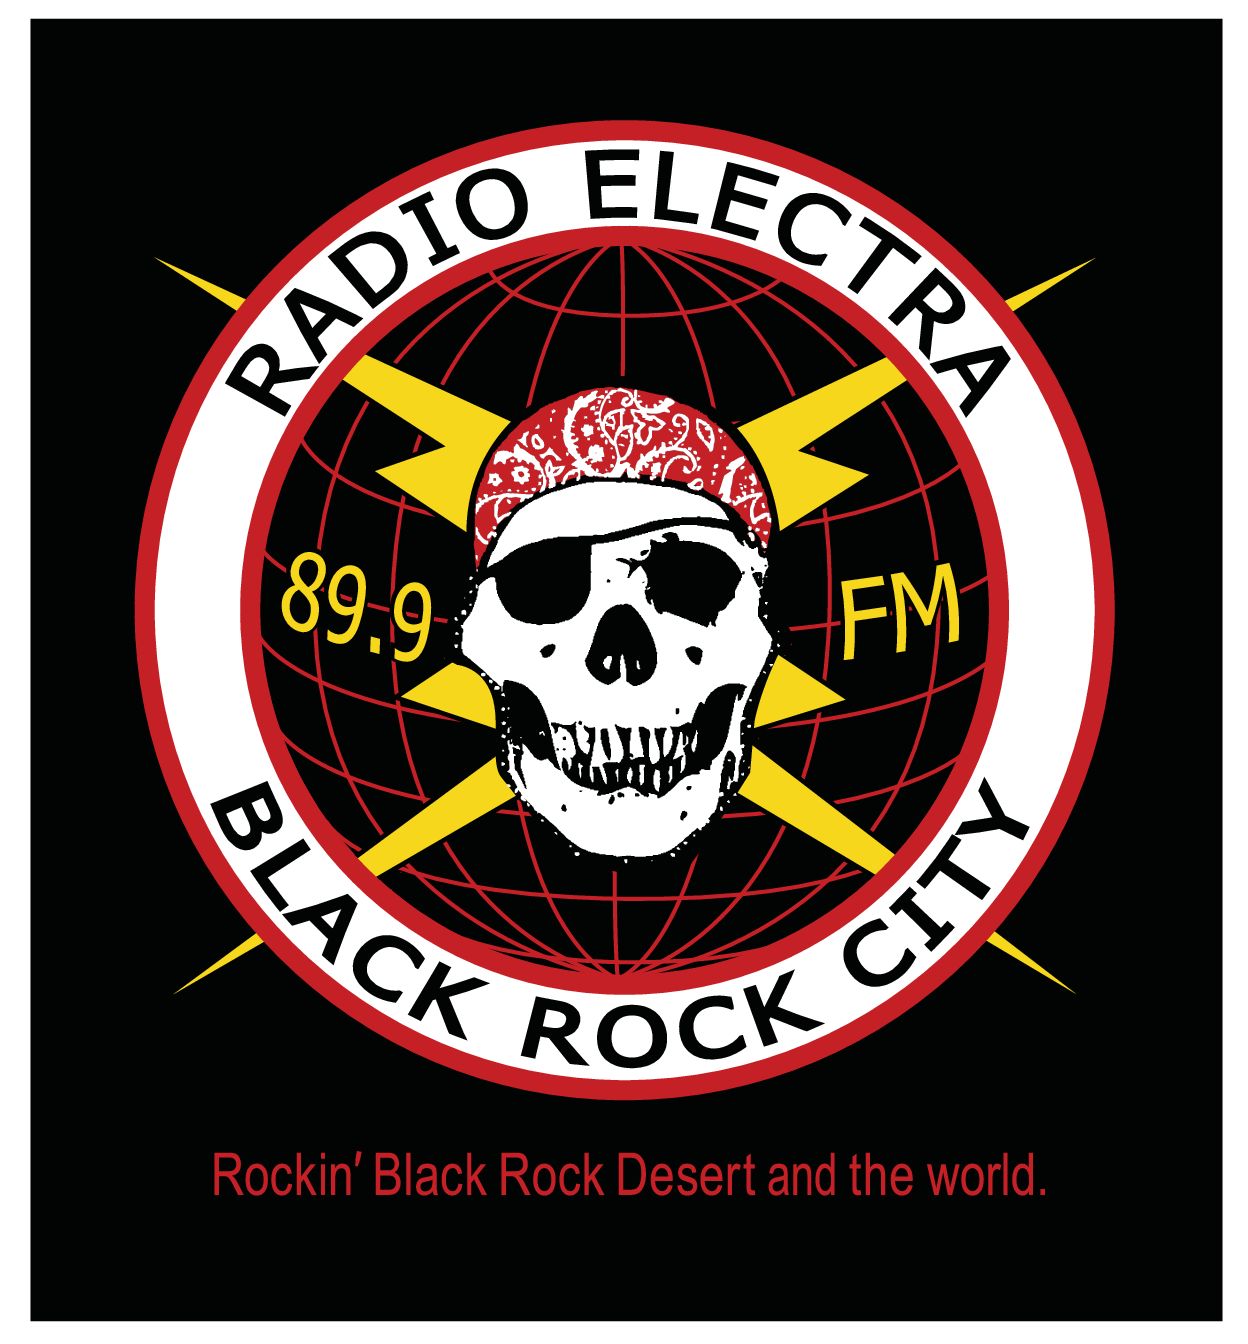 RADIO ELECTRA
89.9 FM
BLACK ROCK CITY
Rockin' Black Rock Desert and the world.